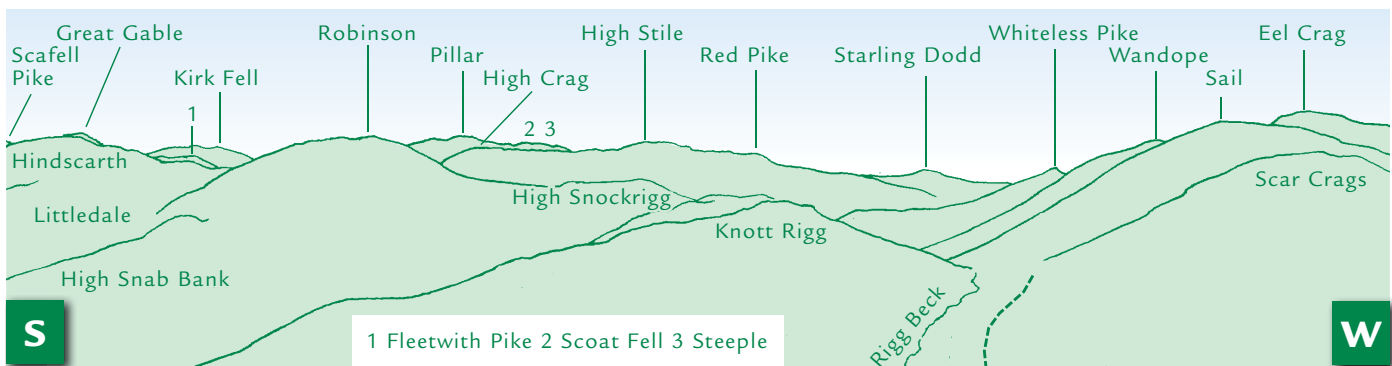 Great Gable
Robinson
High Stile
Whiteless Pike
Eel Crag
Scafell
Pike
Kirk Fell
Pillar
High Crag
Red Pike
Starling Dodd
Wandope
Sail
1
2 3
Hindscarth
Littledale
High Snab Bank
High Snockrigg
Knott Rigg
Scar Crags
Rigg Beck
S
1 Fleetwith Pike 2 Scoat Fell 3 Steeple
W